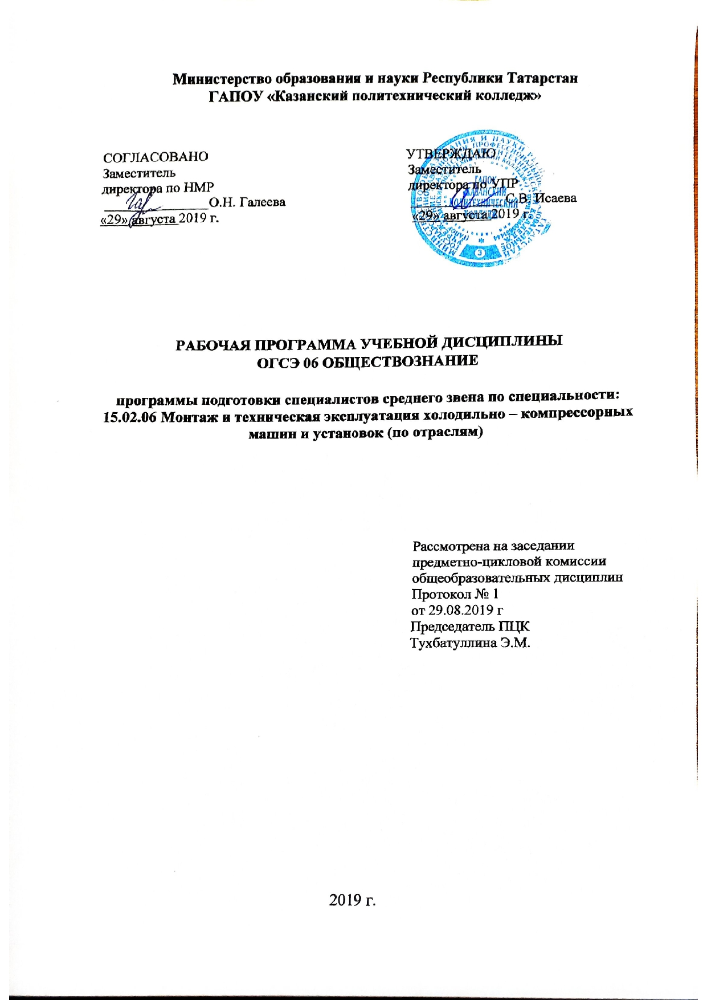 Министерство образования и науки Республики Татарстан
ГАПОУ «Казанский политехнический колледж»
СОГЛАСОВАНО
Заместитель
директора по НМР
О.Н. Галеева
«29» августа 2019 г.
УТВЕРЖДАЮ
Заместитель
директора по УПР
С.В. Исаева
«29» августа 2019 г.
РАБОЧАЯ ПРОГРАММА УЧЕБНОЙ ДИСЦИПЛИНЫ
ОГСЭ 06 ОБЩЕСТВОЗНАНИЕ
программы подготовки специалистов среднего звена по специальности:
15.02.06 Монтаж и техническая эксплуатация холодильно – компрессорных
машин и установок (по отраслям)
Рассмотрена на заседании
предметно-цикловой комиссии
общеобразовательных дисциплин
Протокол № 1
от 29.08.2019 г
Председатель ПЦК
Тухбатуллина Э.М.
2019 г.